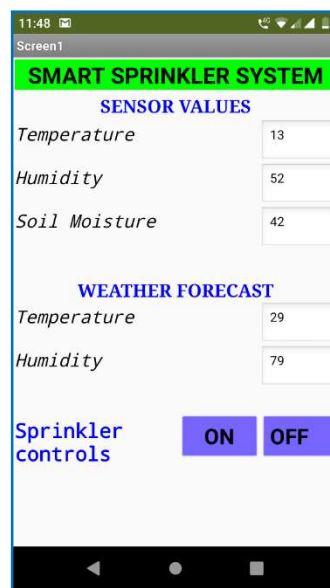 11:48 4G
Screen1
SMART SPRINKLER SYSTEM
SENSOR VALUES
Temperature 13
Humidity 52
Soil Moisture 42
WEATHER FORECAST
Temperature 29
Humidity 79
Sprinkler ON OFF
controls